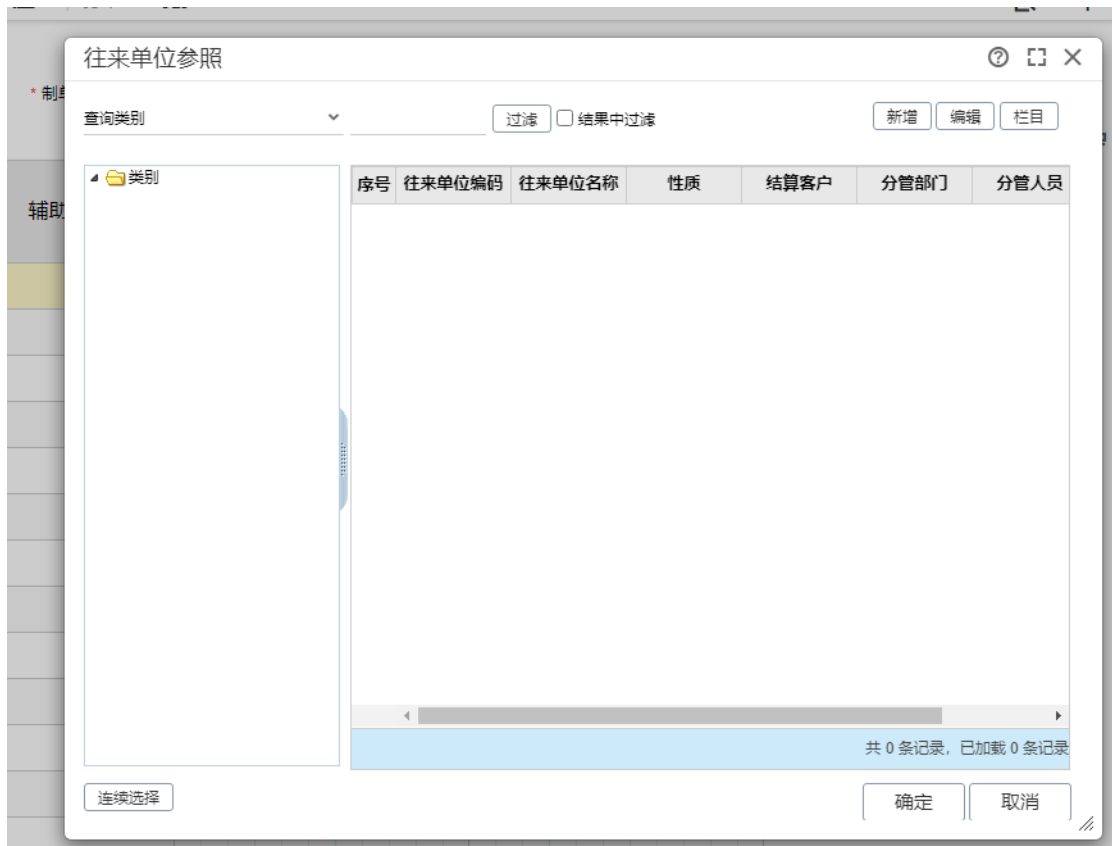 往来单位参照
* 制单
查询类别
过滤
结果中过滤
新增 编辑 栏目
类别
辅助
序号 往来单位编码 往来单位名称 性质 结算客户 分管部门 分管人员
共 0 条记录, 已加载 0 条记录
连续选择
确定 取消